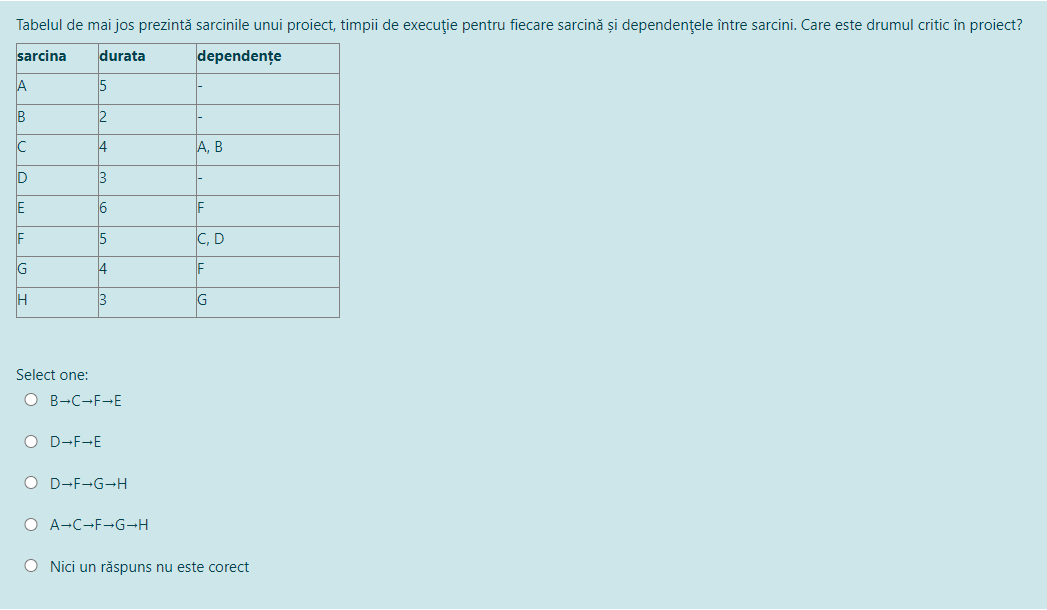 Tabelul de mai jos prezintă sarcinile unui proiect, timpii de execuţie pentru fiecare sarcină și dependenţele între sarcini. Care este drumul critic în proiect?
sarcina durata dependențe
A 5 -
B 2 -
C 4 A, B
D 3 -
E 6 F
F 5 C, D
G 4 F
H 3 G
Select one:
B→C→F→E
D→F→E
D→F→G→H
A→C→F→G→H
Nici un răspuns nu este corect